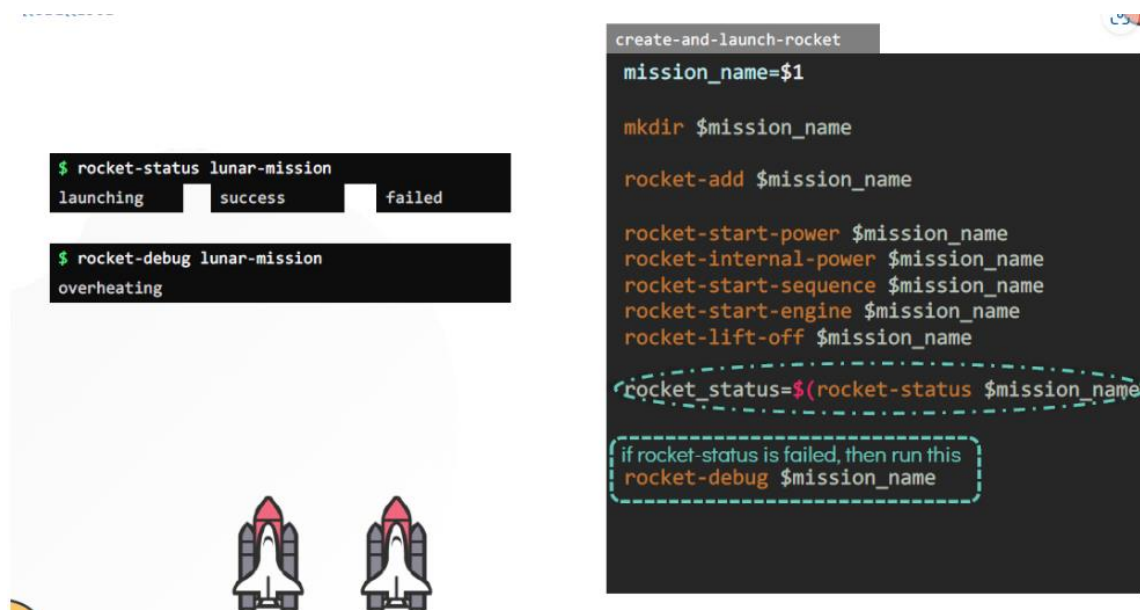 $ rocket-status lunar-mission
launching success failed
$ rocket-debug lunar-mission
overheating
create-and-launch-rocket
mission_name=$1
mkdir $mission_name
rocket-add $mission_name
rocket-start-power $mission_name
rocket-internal-power $mission_name
rocket-start-sequence $mission_name
rocket-start-engine $mission_name
rocket-lift-off $mission_name
rocket_status=$(rocket-status $mission_name
if rocket-status is failed, then run this
rocket-debug $mission_name